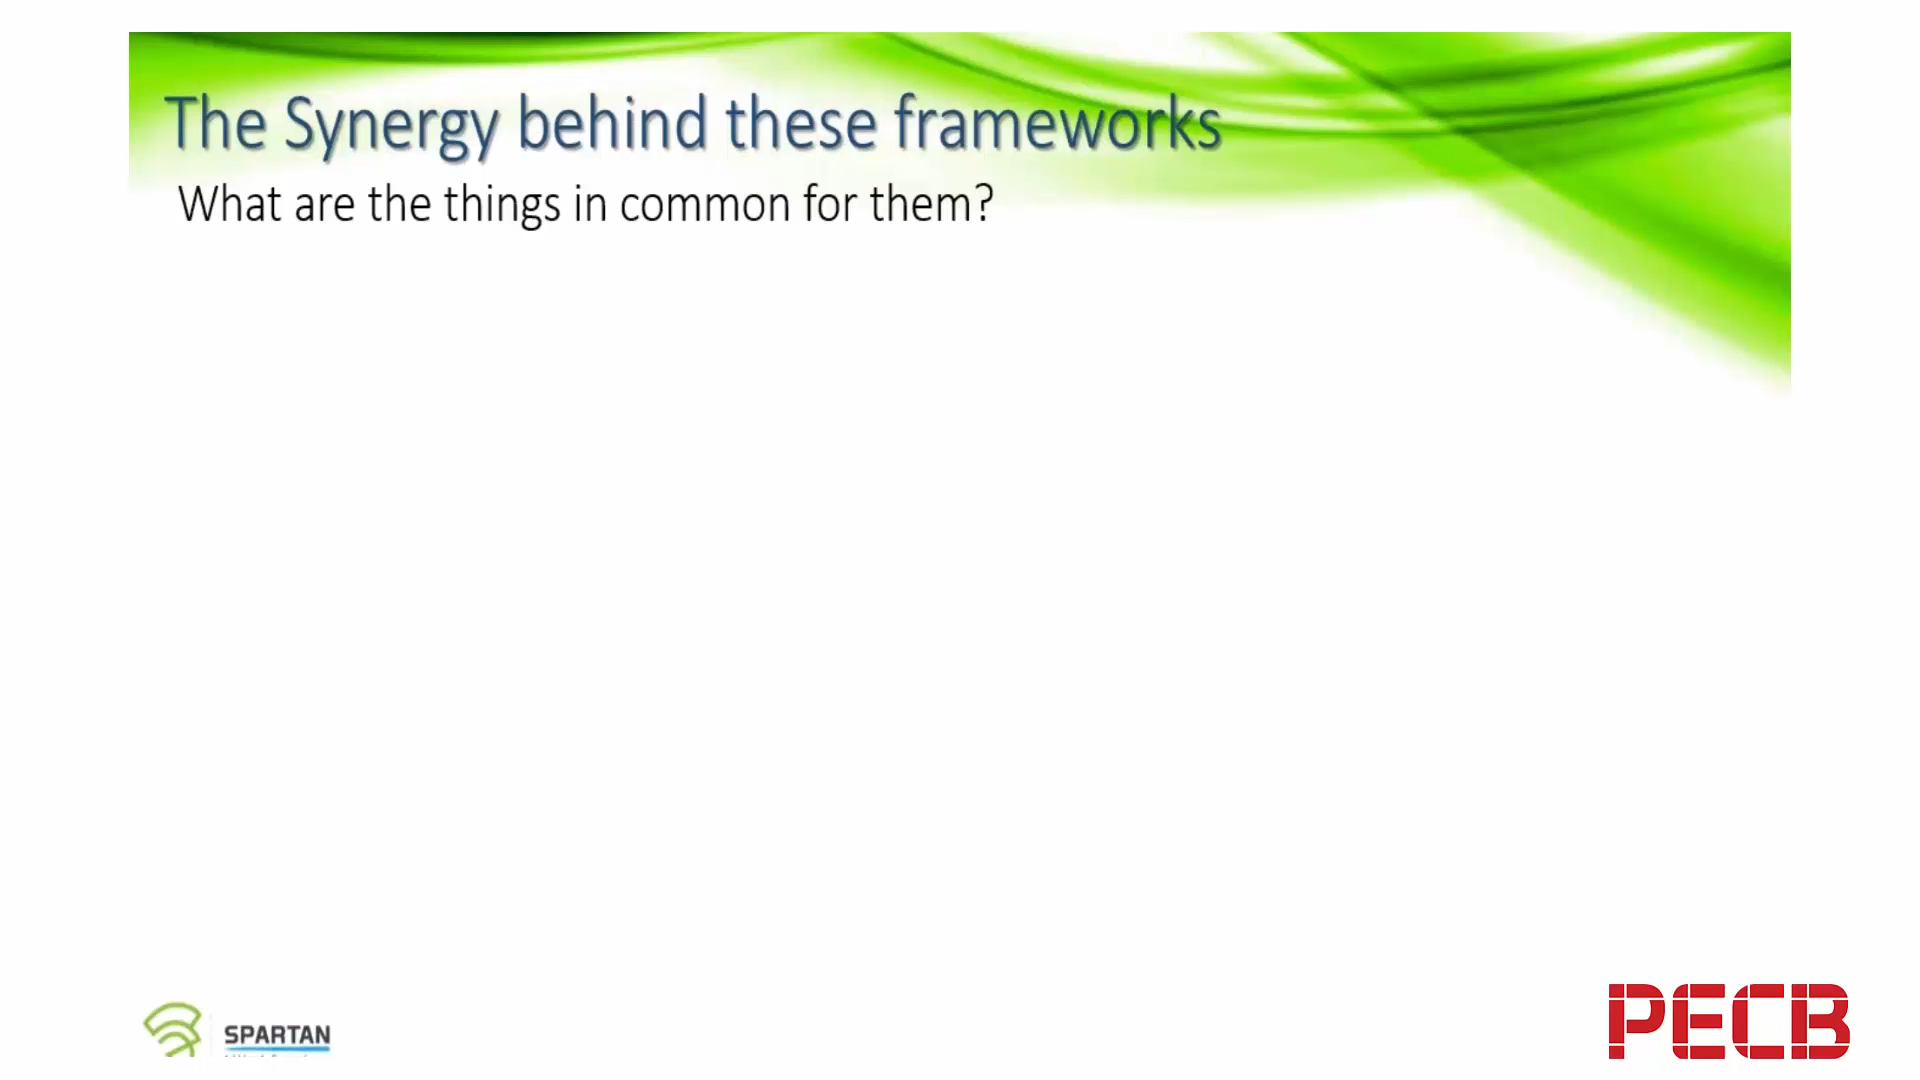 The Synergy behind these frameworks
What are the things in common for them?
SPARTAN
PECB